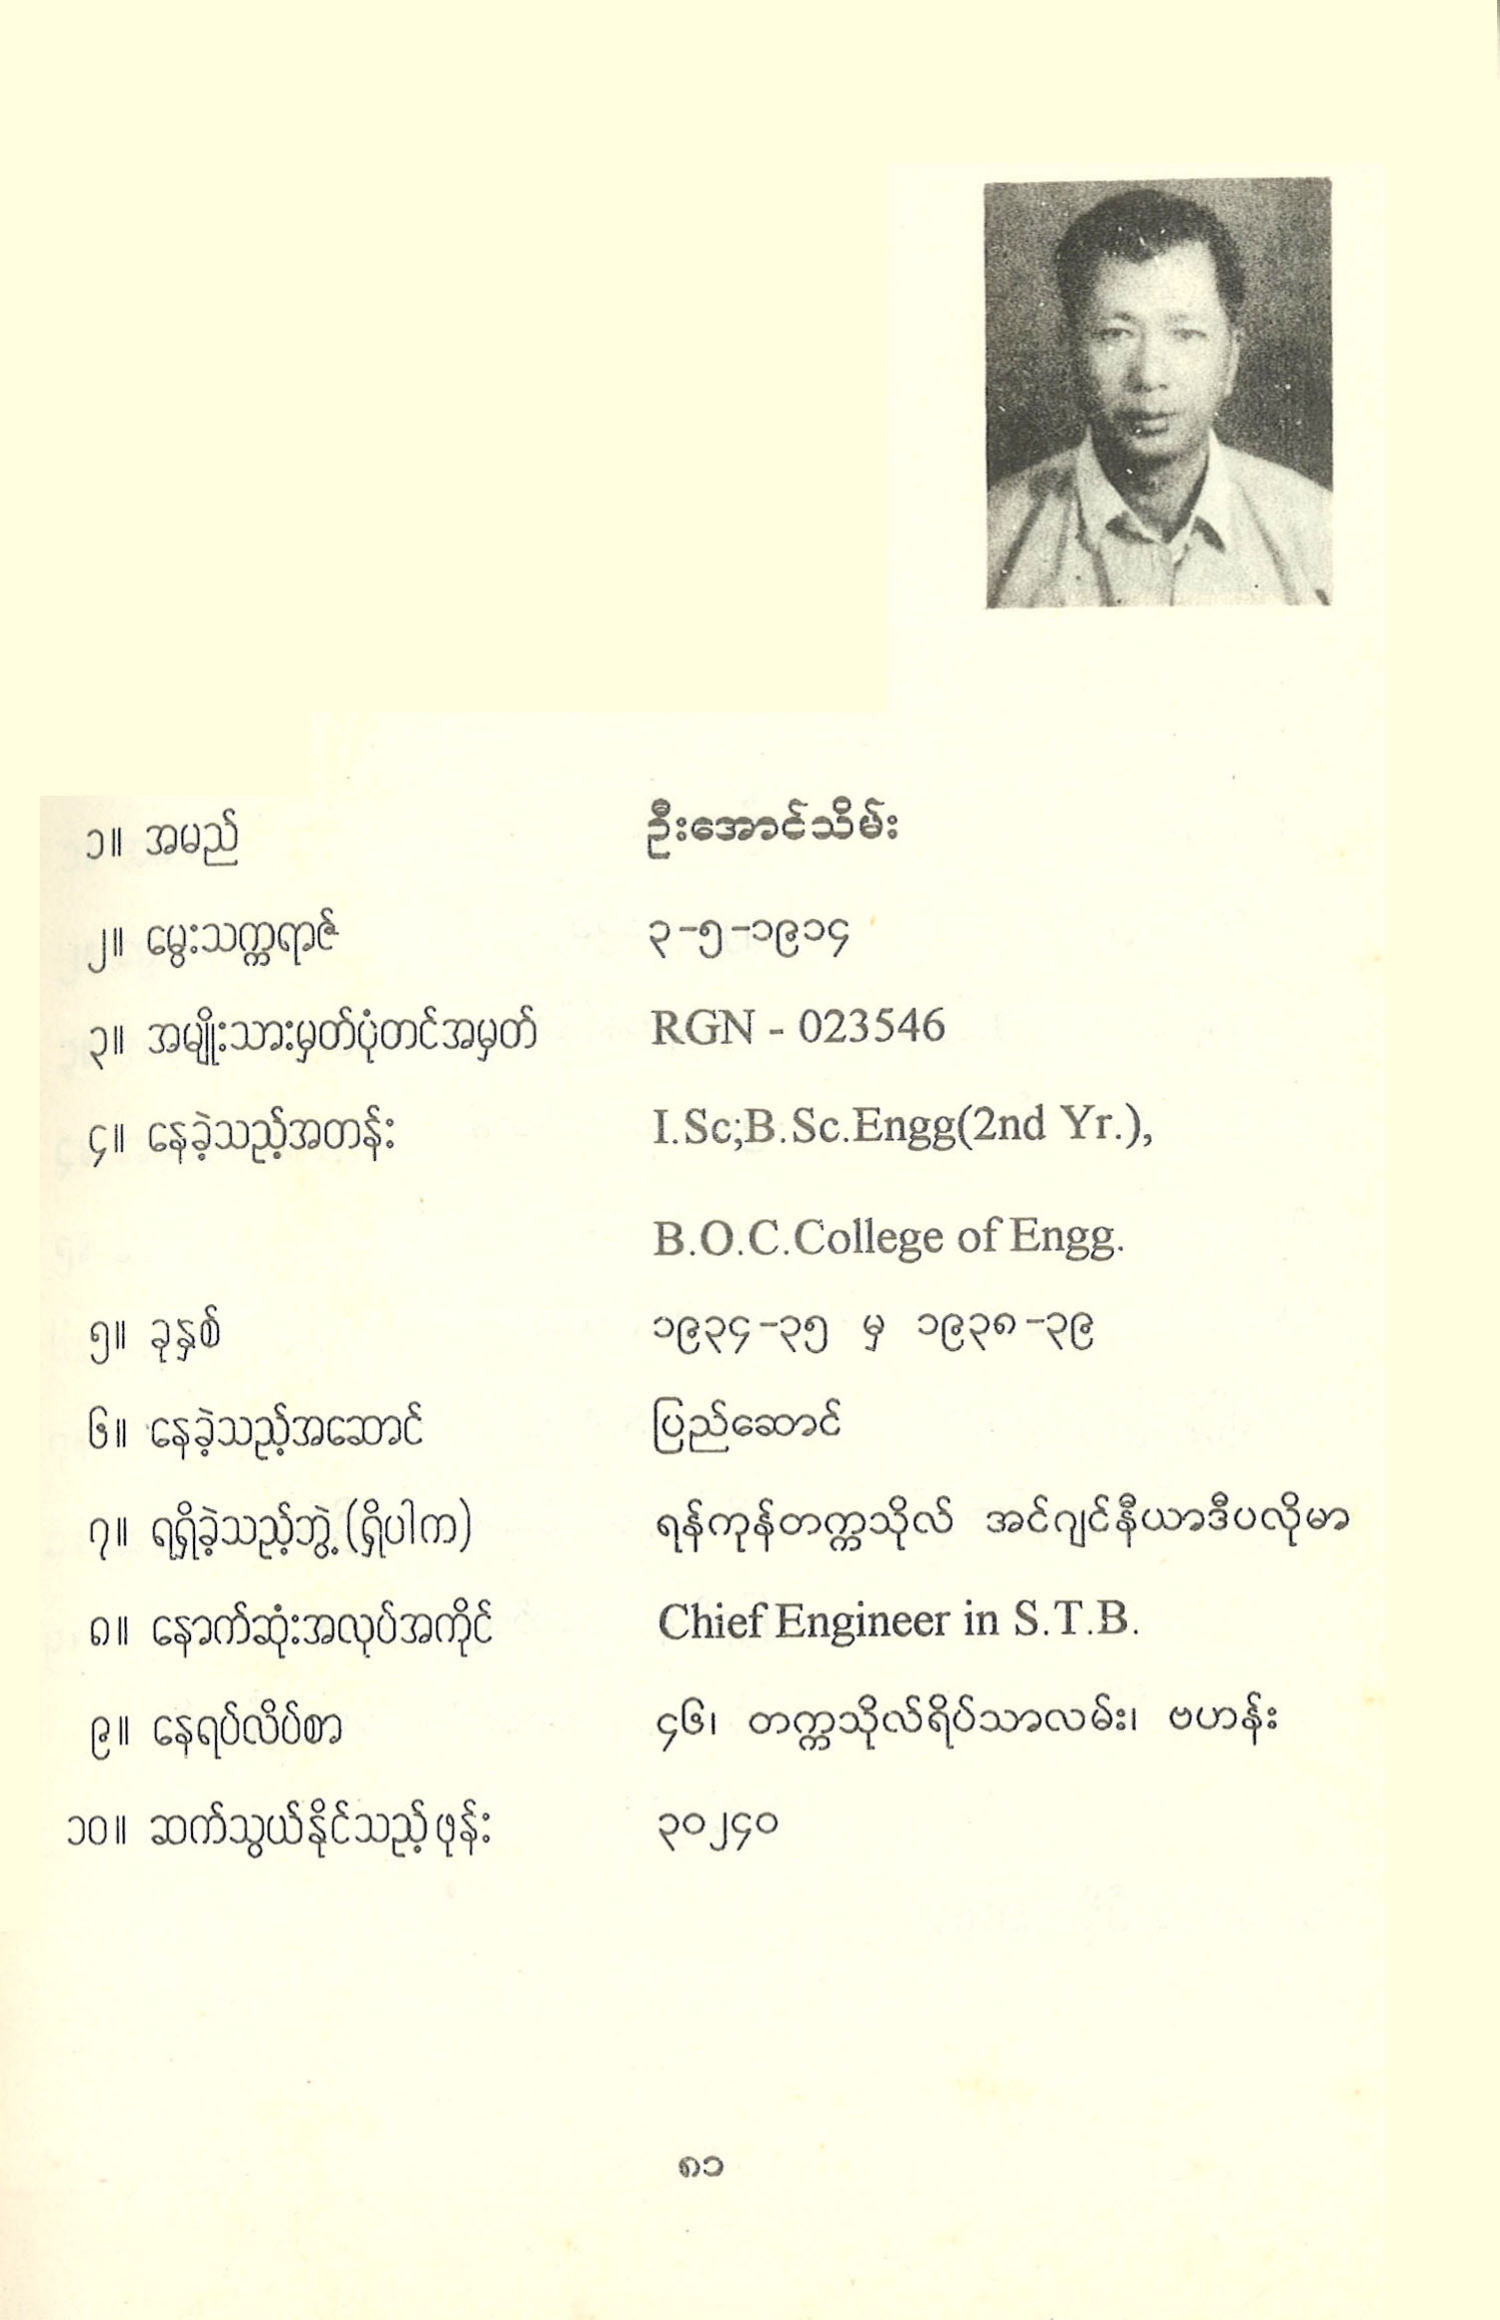 ၁။ အမည် ဦးအောင်သိမ်း
၂။ မွေးသက္ကရာဇ် ၃-၅-၁၉၁၄
၃။ အမျိုးသားမှတ်ပုံတင်အမှတ် RGN - 023546
၄။ နေခဲ့သည့်အတန်း I.Sc;B.Sc.Engg(2nd Yr.),
B.O.C.College of Engg.
၅။ ခုနှစ် ၁၉၃၄-၃၅ မှ ၁၉၃၈-၃၉
၆။ နေခဲ့သည့်အဆောင် ပြည်ဆောင်
၇။ ရရှိခဲ့သည့်ဘွဲ့(ရှိပါက) ရန်ကုန်တက္ကသိုလ် အင်ဂျင်နီယာဒီပလိုမာ
၈။ နောက်ဆုံးအလုပ်အကိုင် Chief Engineer in S.T.B.
၉။ နေရပ်လိပ်စာ ၄၆၊ တက္ကသိုလ်ရိပ်သာလမ်း၊ ဗဟန်း
၁၀။ ဆက်သွယ်နိုင်သည့်ဖုန်း ၃၀၂၄၀
၈၁